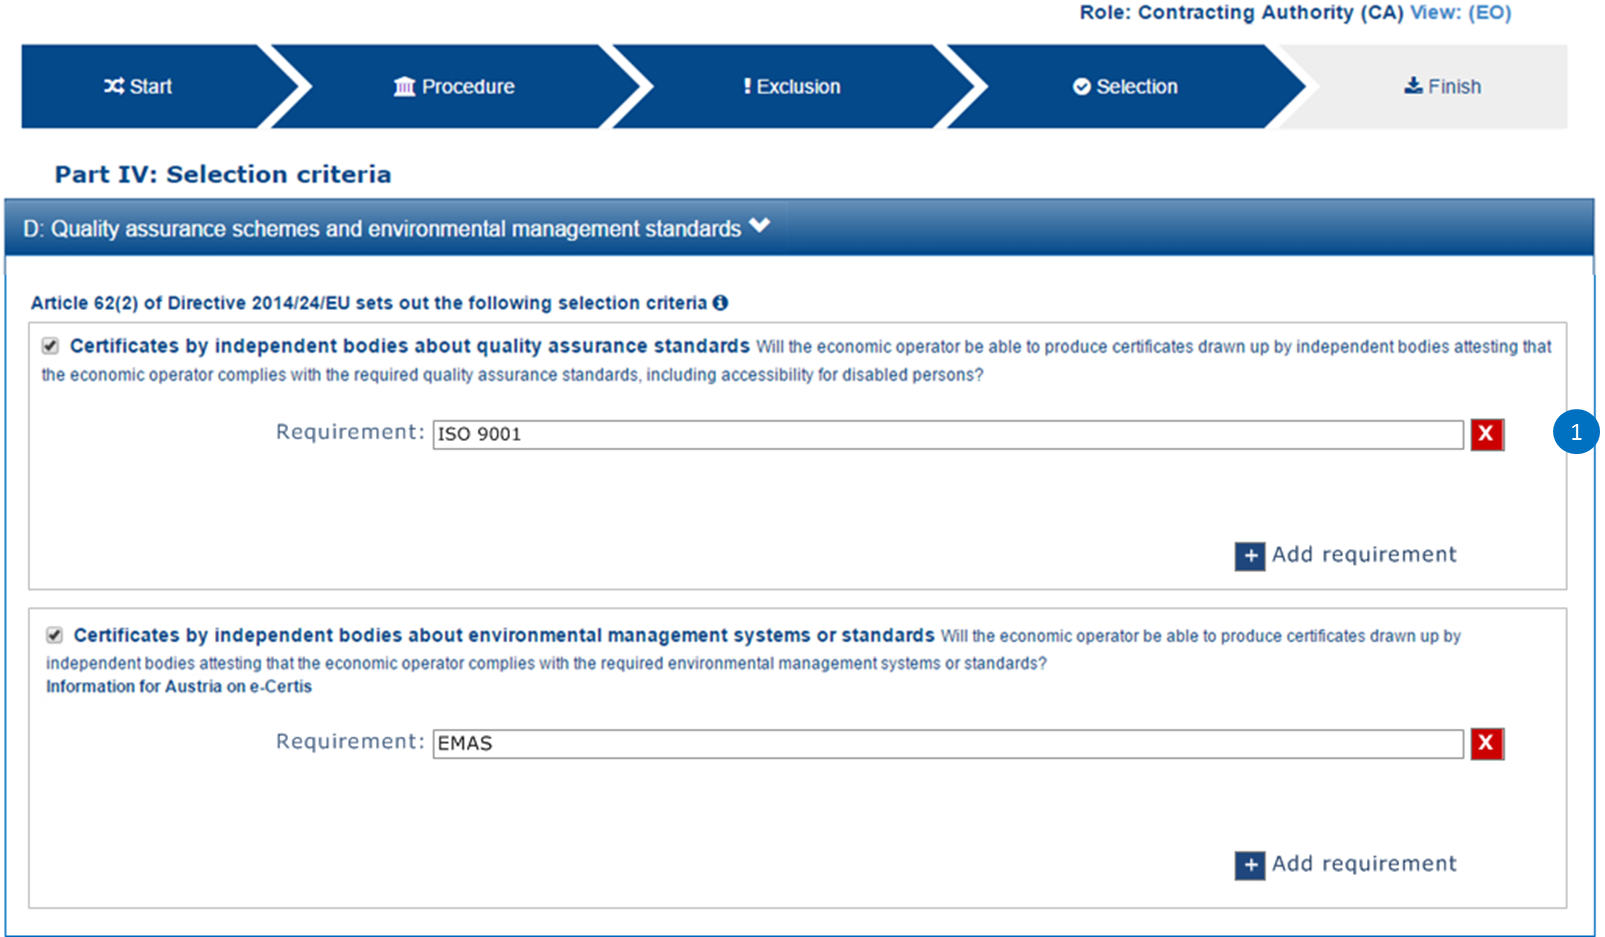 Role: Contracting Authority (CA) View: (EO)
Start
Procedure
! Exclusion
Selection
Finish
Part IV: Selection criteria
D: Quality assurance schemes and environmental management standards
Article 62(2) of Directive 2014/24/EU sets out the following selection criteria
Certificates by independent bodies about quality assurance standards Will the economic operator be able to produce certificates drawn up by independent bodies attesting that
the economic operator complies with the required quality assurance standards, including accessibility for disabled persons?
Requirement: ISO 9001 X
1
+ Add requirement
Certificates by independent bodies about environmental management systems or standards Will the economic operator be able to produce certificates drawn up by
independent bodies attesting that the economic operator complies with the required environmental management systems or standards?
Information for Austria on e-Certis
Requirement: EMAS X
+ Add requirement